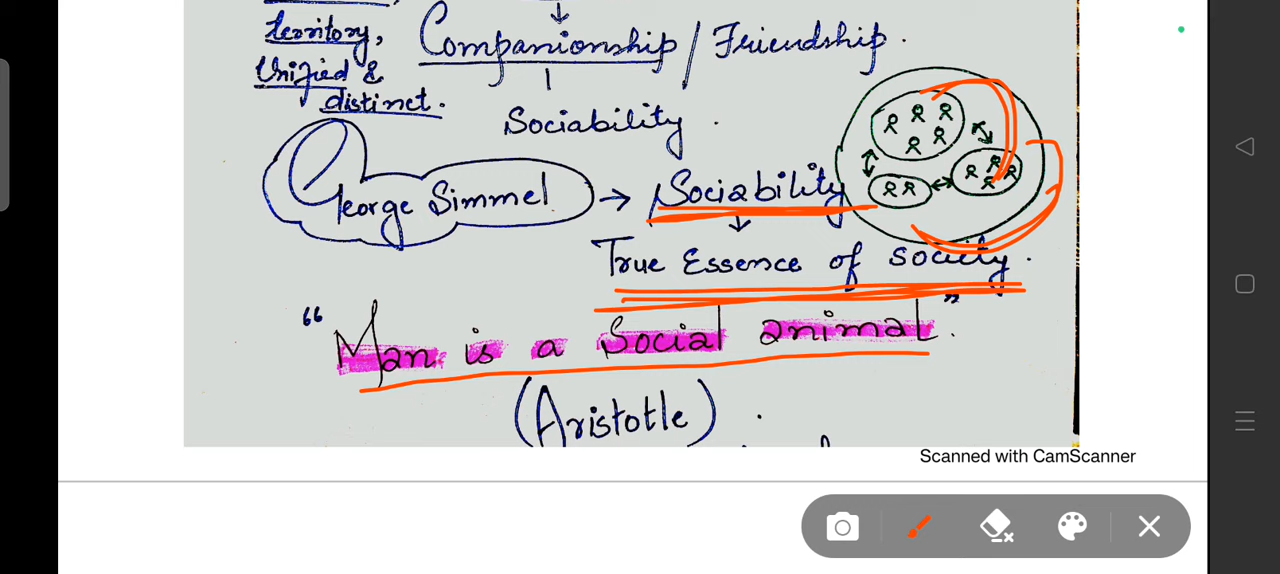 territory,
Companionship / Friendship.
Unified &
distinct.
Sociability.
George Simmel → Sociability
True Essence of society.
"Man is a Social animal"
(Aristotle).
Scanned with CamScanner